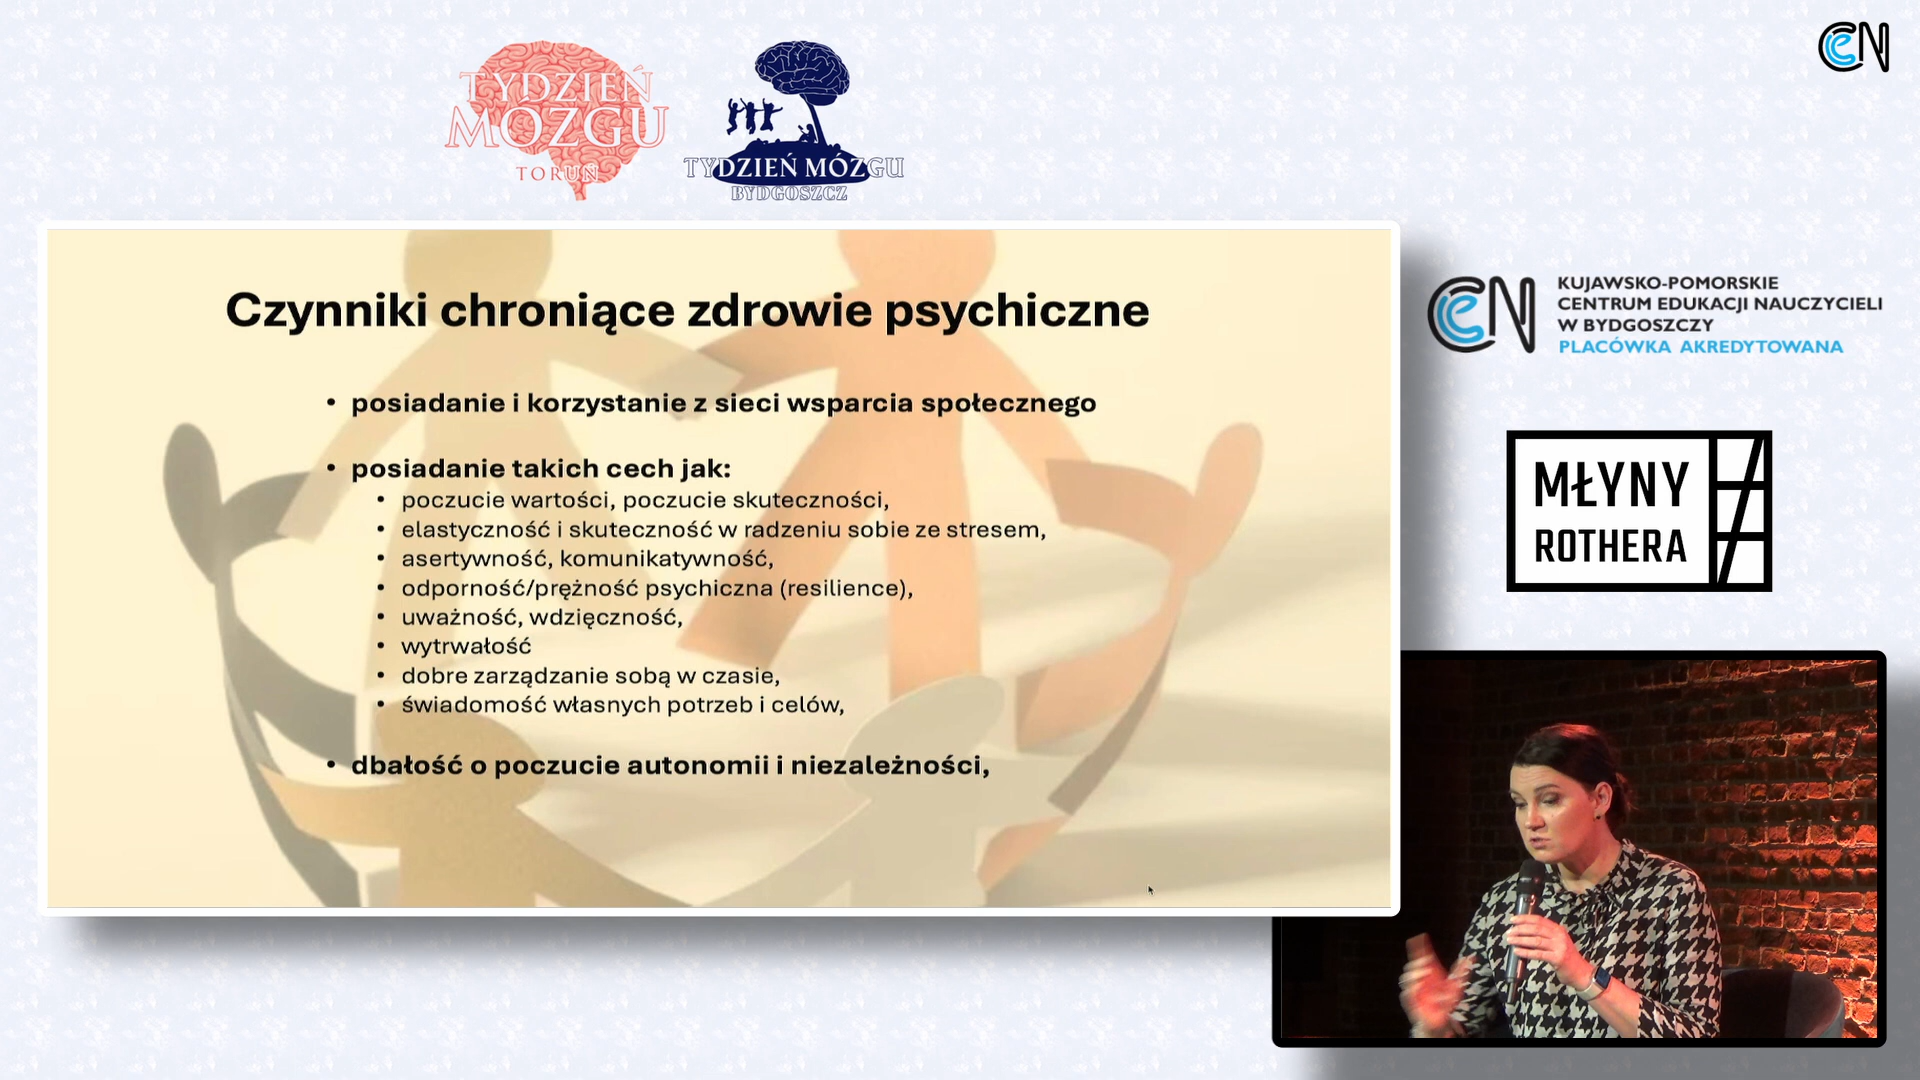 CeN
TYDZIEŃ
MÓZGU
TORUŃ
TYDZIEŃ MÓZGU
BYDGOSZCZ
Czynniki chroniące zdrowie psychiczne
• posiadanie i korzystanie z sieci wsparcia społecznego
• posiadanie takich cech jak:
• poczucie wartości, poczucie skuteczności,
• elastyczność i skuteczność w radzeniu sobie ze stresem,
• asertywność, komunikatywność,
• odporność/prężność psychiczna (resilience),
• uważność, wdzięczność,
• wytrwałość
• dobre zarządzanie sobą w czasie,
• świadomość własnych potrzeb i celów,
• dbałość o poczucie autonomii i niezależności,
CeN
KUJAWSKO-POMORSKIE
CENTRUM EDUKACJI NAUCZYCIELI
W BYDGOSZCZY
PLACÓWKA AKREDYTOWANA
MŁYNY
ROTHERA